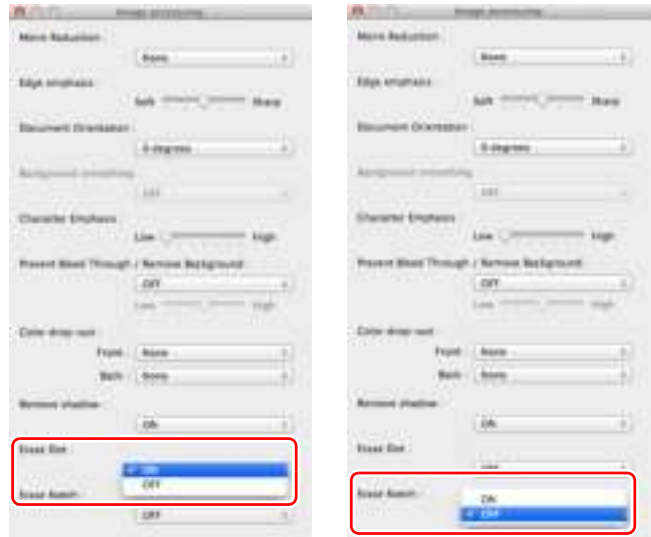 Image processing
Moire Reduction :
None
Edge emphasis :
Soft Sharp
Document Orientation :
0 degrees
Background smoothing
OFF
Character Emphasis :
Low High
Prevent Bleed Through / Remove Background:
OFF
Low High
Color drop-out :
Front : None
Back : None
Remove shadow :
ON
Erase Dot :
ON
OFF
Erase Notch :
OFF
Image processing
Moire Reduction :
None
Edge emphasis :
Soft Sharp
Document Orientation :
0 degrees
Background smoothing
OFF
Character Emphasis :
Low High
Prevent Bleed Through / Remove Background:
OFF
Low High
Color drop-out :
Front : None
Back : None
Remove shadow :
ON
Erase Dot :
Erase Notch :
ON
OFF